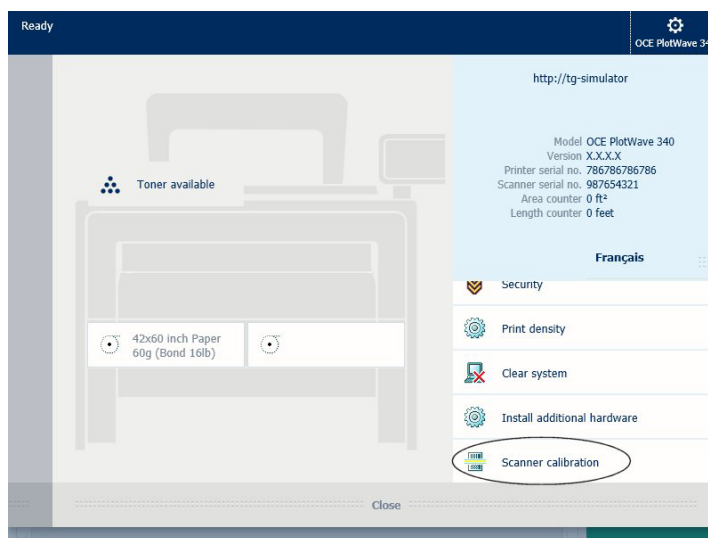 Ready
OCE PlotWave 34
http://tg-simulator
Model OCE PlotWave 340
Version X.X.X.X
Printer serial no. 786786786786
Scanner serial no. 987654321
Area counter 0 ft²
Length counter 0 feet
Français
Toner available
42x60 inch Paper
60g (Bond 16lb)
Security
Print density
Clear system
Install additional hardware
Scanner calibration
Close